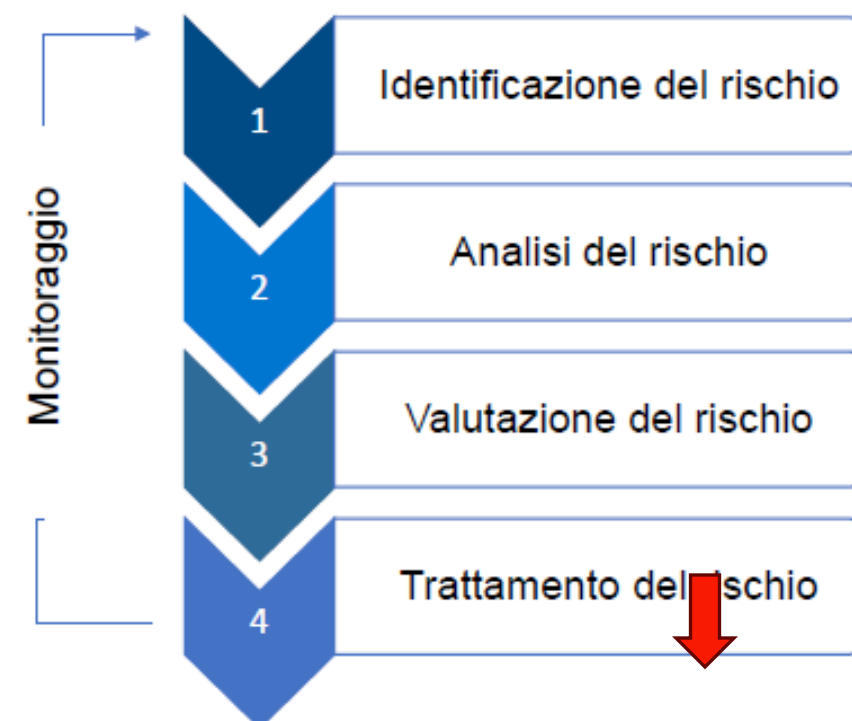 Monitoraggio
1
Identificazione del rischio
2
Analisi del rischio
3
Valutazione del rischio
4
Trattamento del